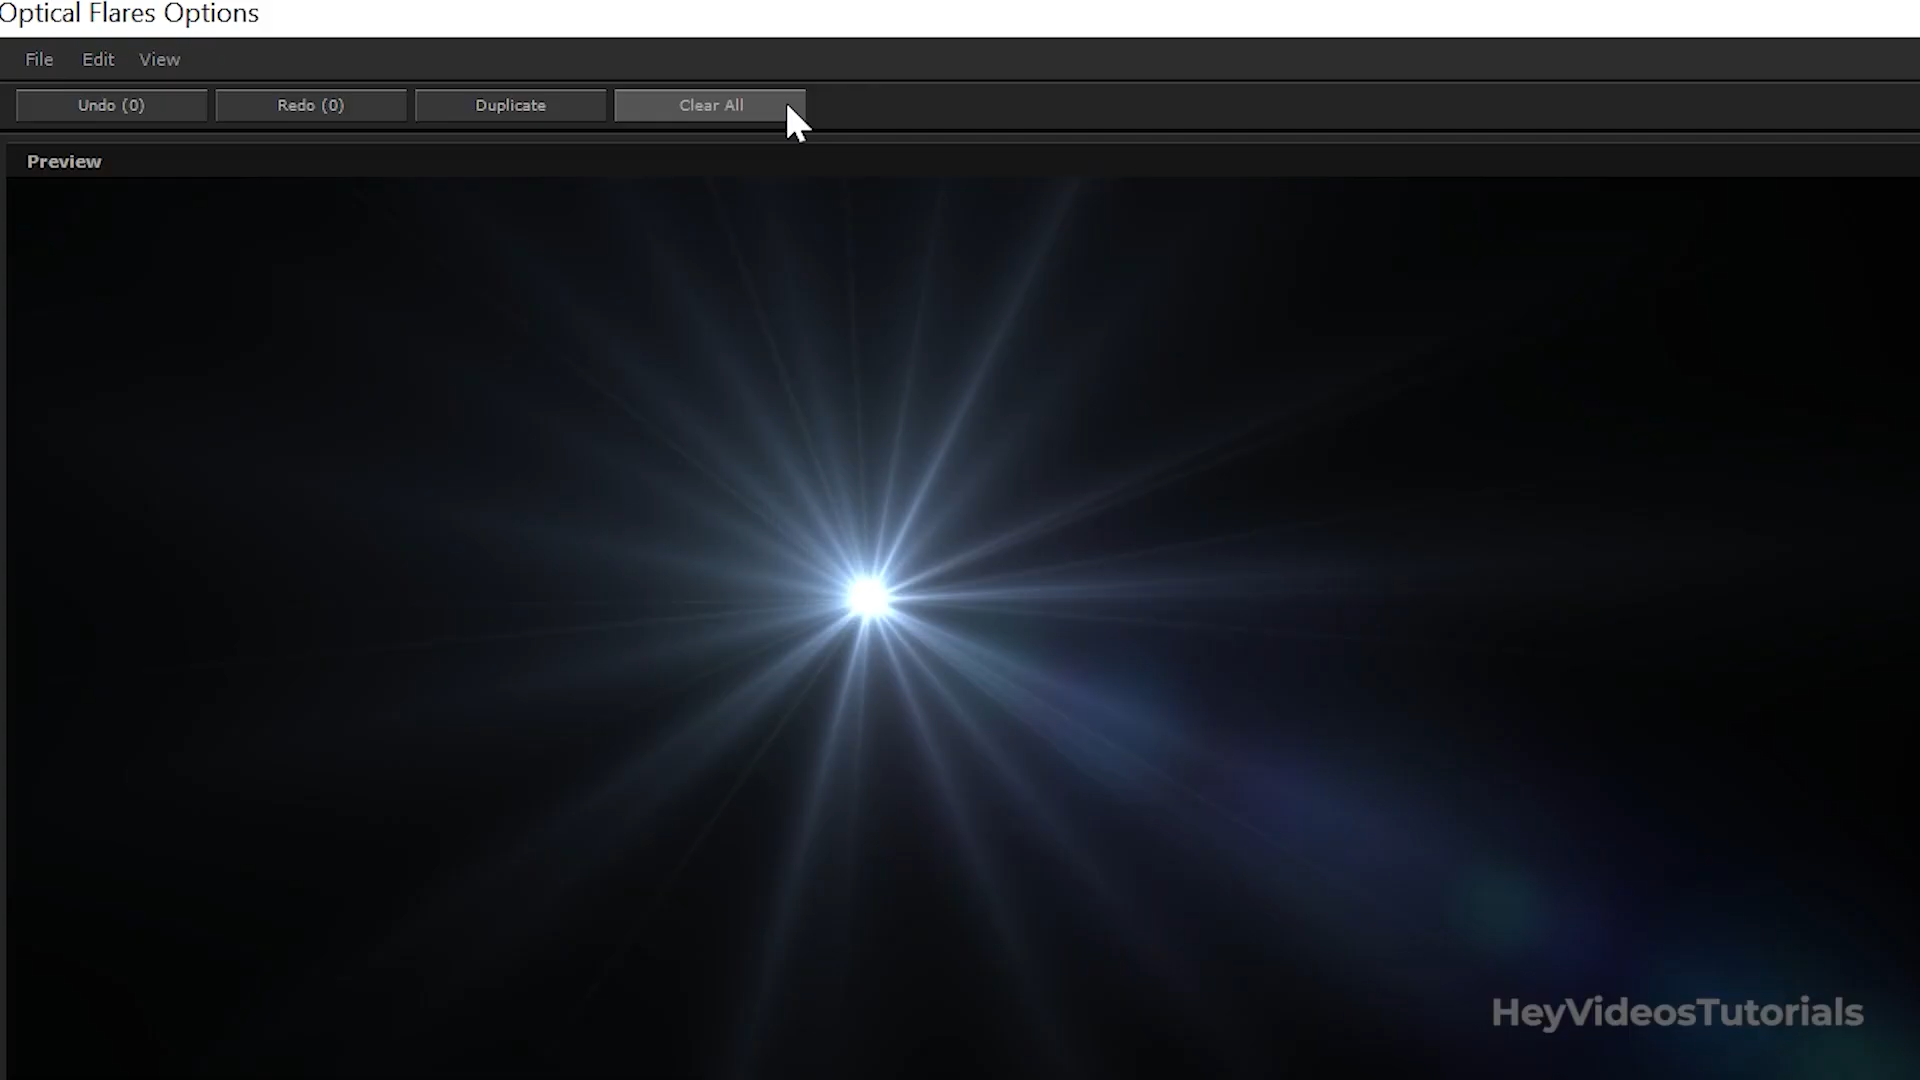 Optical Flares Options
File Edit View
Undo (0) Redo (0) Duplicate Clear All
Preview
HeyVideosTutorials